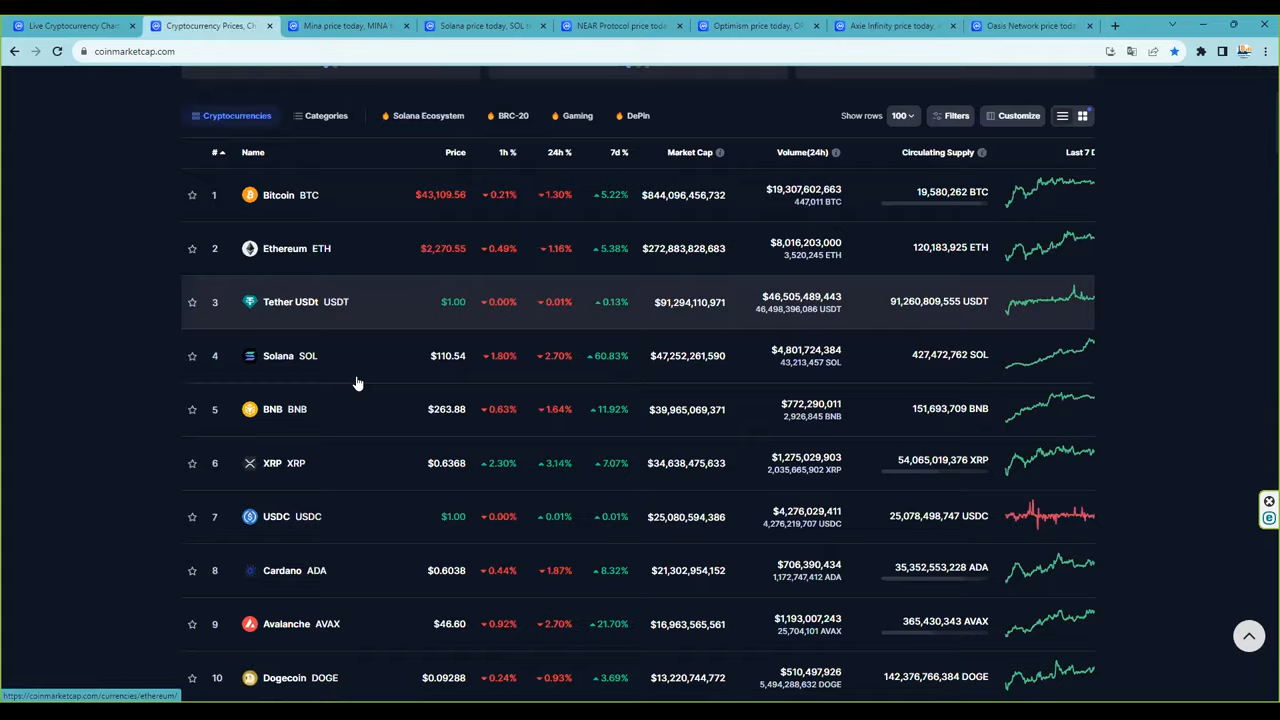 Live Cryptocurrency Char
Cryptocurrency Prices, Ch
Mina price today, MINA t
Solana price today, SOL to
NEAR Protocol price toda
Optimism price today, OP
Axie Infinity price today, A
Oasis Network price toda
coinmarketcap.com
Cryptocurrencies
Categories
Solana Ecosystem
BRC-20
Gaming
DePin
Show rows
100
Filters
Customize
# Name Price 1h % 24h % 7d % Market Cap Volume(24h) Circulating Supply Last 7 D
1 Bitcoin BTC $43,109.56 0.21% 1.30% 5.22% $844,096,456,732 $19,307,602,663 19,580,262 BTC
447,011 BTC
2 Ethereum ETH $2,270.55 0.49% 1.16% 5.38% $272,883,828,683 $8,016,203,000 120,183,925 ETH
3,520,245 ETH
3 Tether USDt USDT $1.00 0.00% 0.01% 0.13% $91,294,110,971 $46,505,489,443 91,260,809,555 USDT
46,498,396,086 USDT
4 Solana SOL $110.54 1.80% 2.70% 60.83% $47,252,261,590 $4,801,724,384 427,472,762 SOL
43,213,457 SOL
5 BNB BNB $263.88 0.63% 1.64% 11.92% $39,965,069,371 $772,290,011 151,693,709 BNB
2,926,845 BNB
6 XRP XRP $0.6368 2.30% 3.14% 7.07% $34,638,475,633 $1,275,029,903 54,065,019,376 XRP
2,035,665,902 XRP
7 USDC USDC $1.00 0.00% 0.01% 0.01% $25,080,594,386 $4,276,029,411 25,078,498,747 USDC
4,276,219,707 USDC
8 Cardano ADA $0.6038 0.44% 1.87% 8.32% $21,302,954,152 $706,390,434 35,352,553,228 ADA
1,172,747,412 ADA
9 Avalanche AVAX $46.60 0.92% 2.70% 21.70% $16,963,565,561 $1,193,007,243 365,430,343 AVAX
25,704,101 AVAX
10 Dogecoin DOGE $0.09288 0.24% 0.93% 3.69% $13,220,744,772 $510,497,926 142,376,766,384 DOGE
5,494,288,632 DOGE
https://coinmarketcap.com/currencies/ethereum/